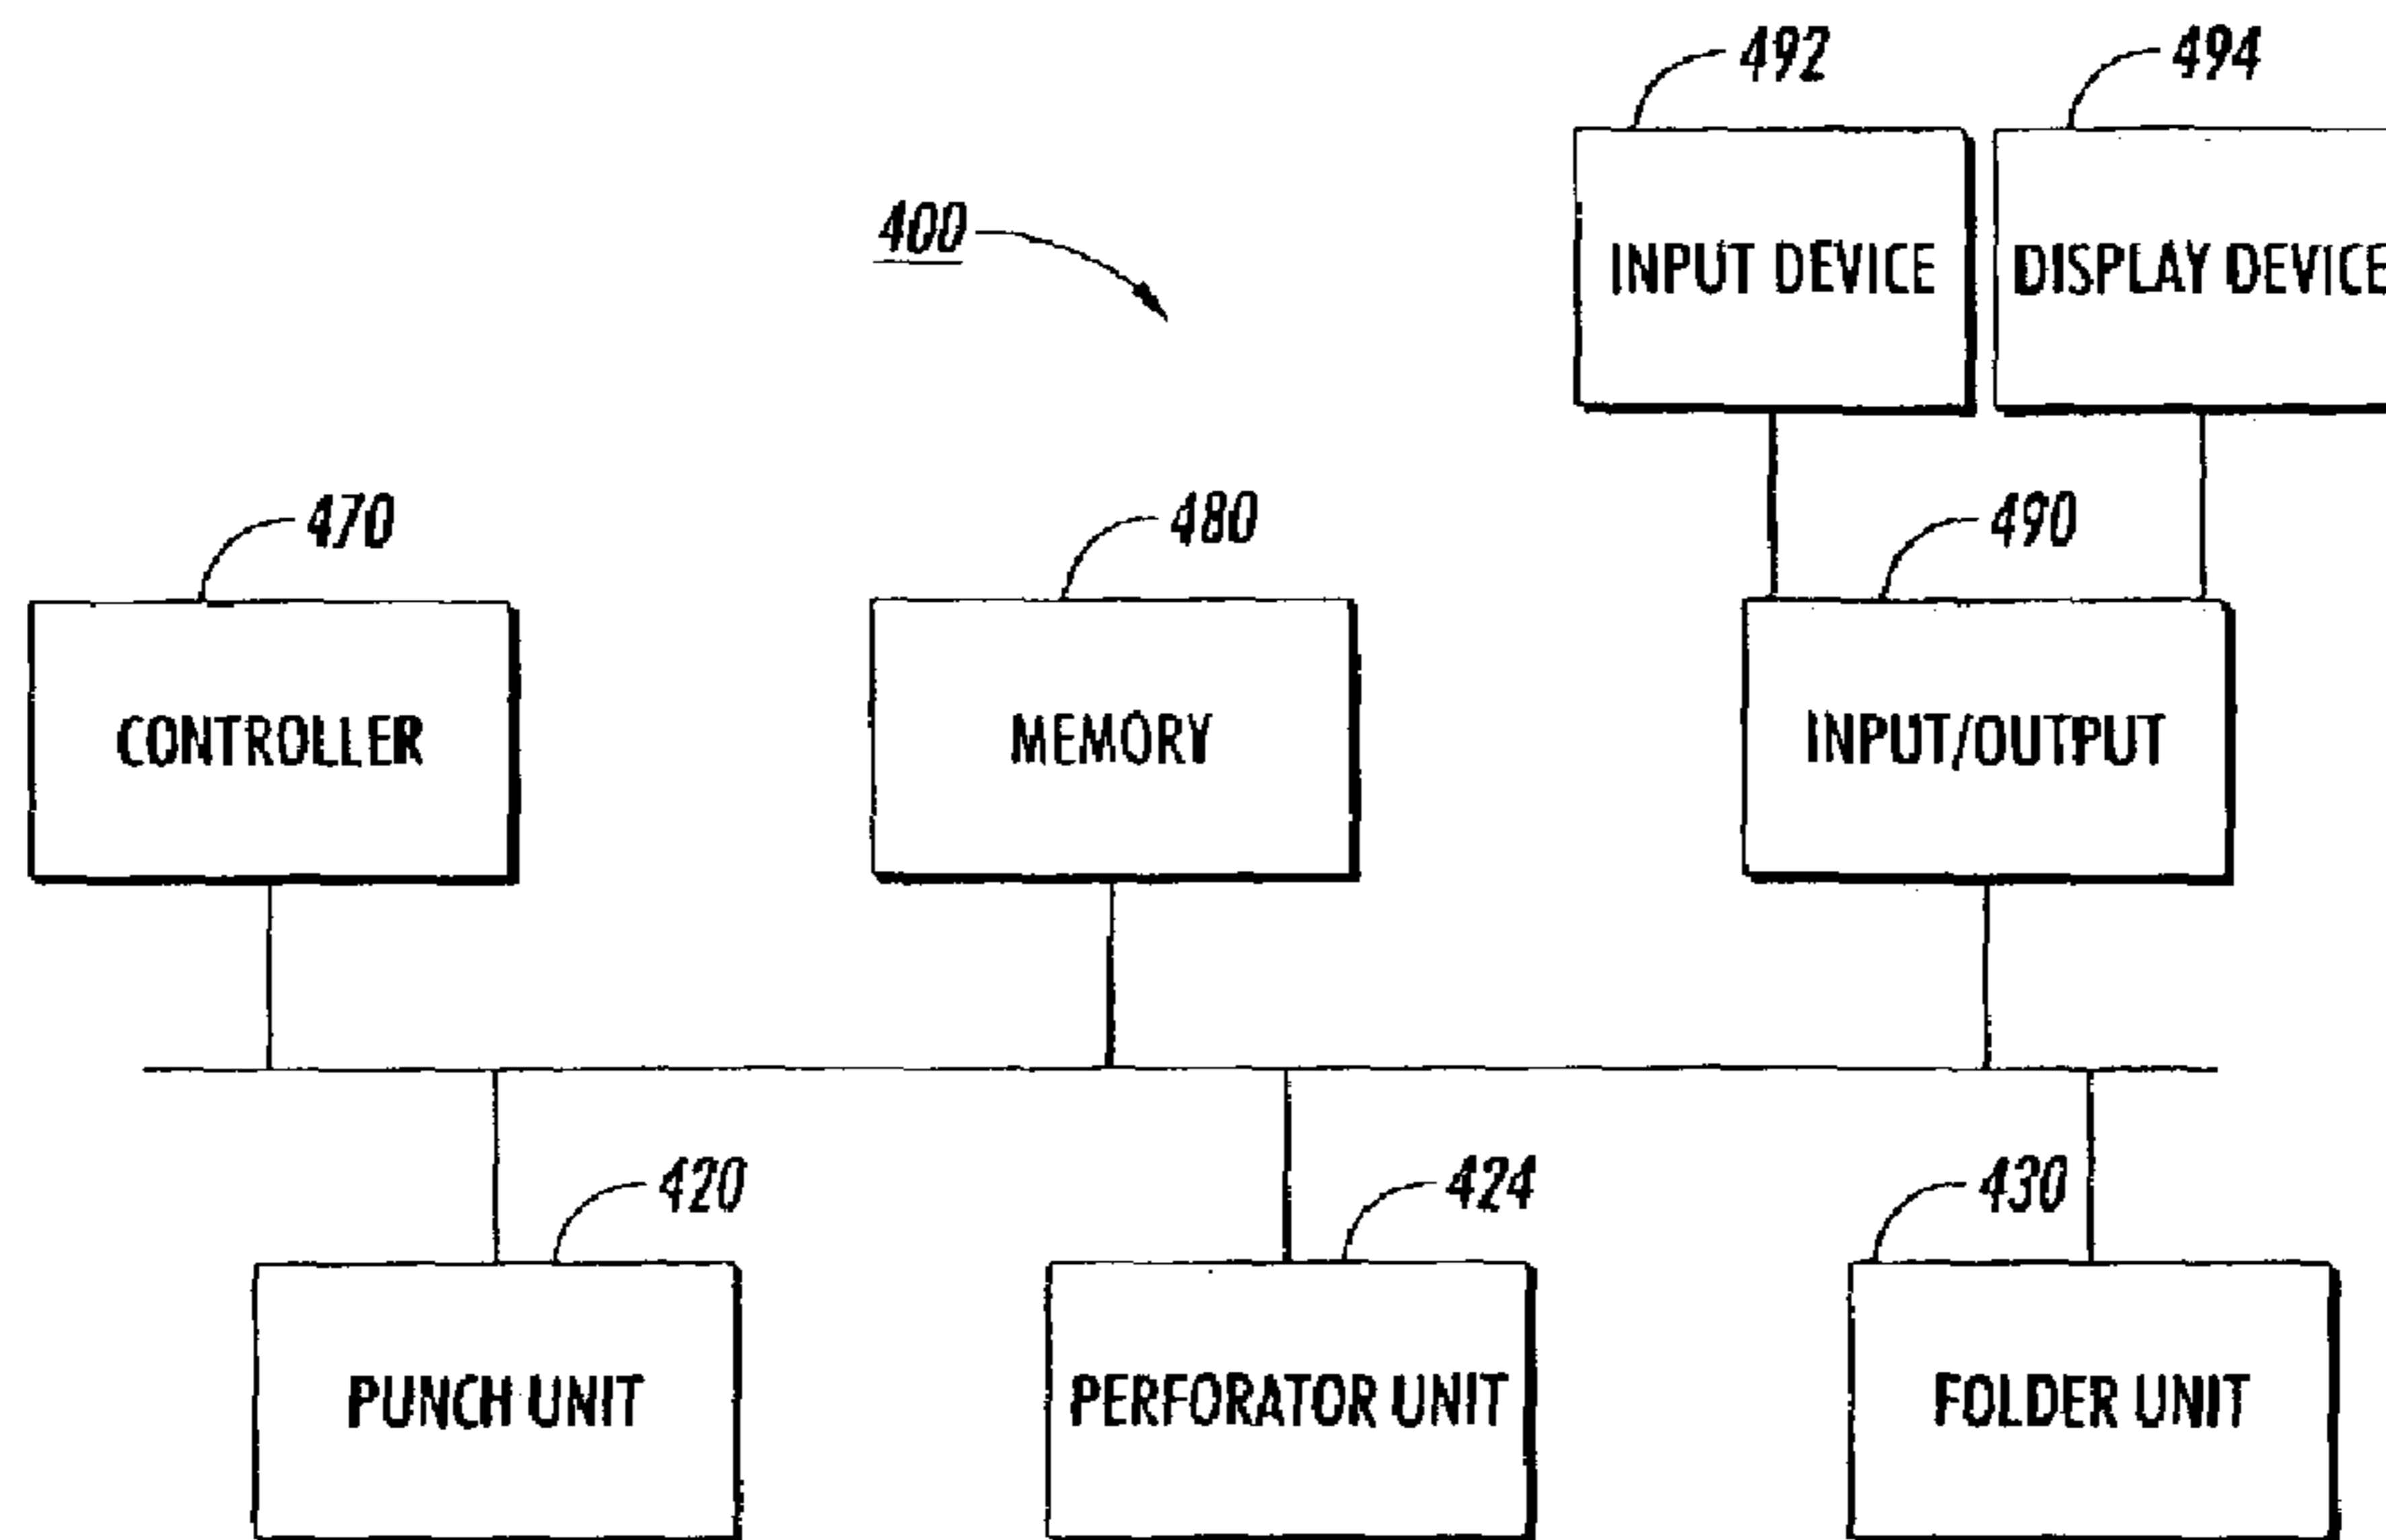 492
494
400
INPUT DEVICE
DISPLAY DEVICE
470
480
490
CONTROLLER
MEMORY
INPUT/OUTPUT
420
424
430
PUNCH UNIT
PERFORATOR UNIT
FOLDER UNIT